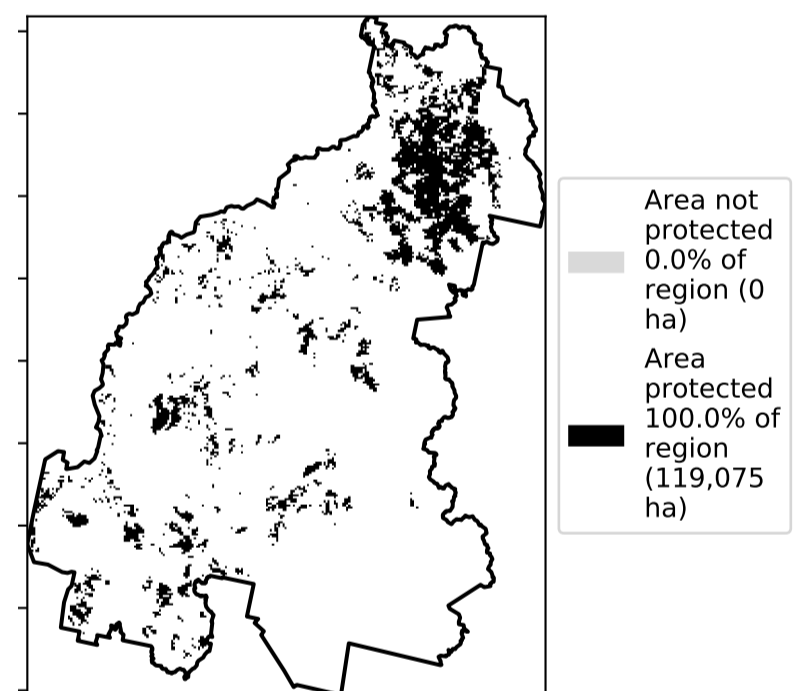 Area not
protected
0.0% of
region (0
ha)
Area
protected
100.0% of
region
(119,075
ha)